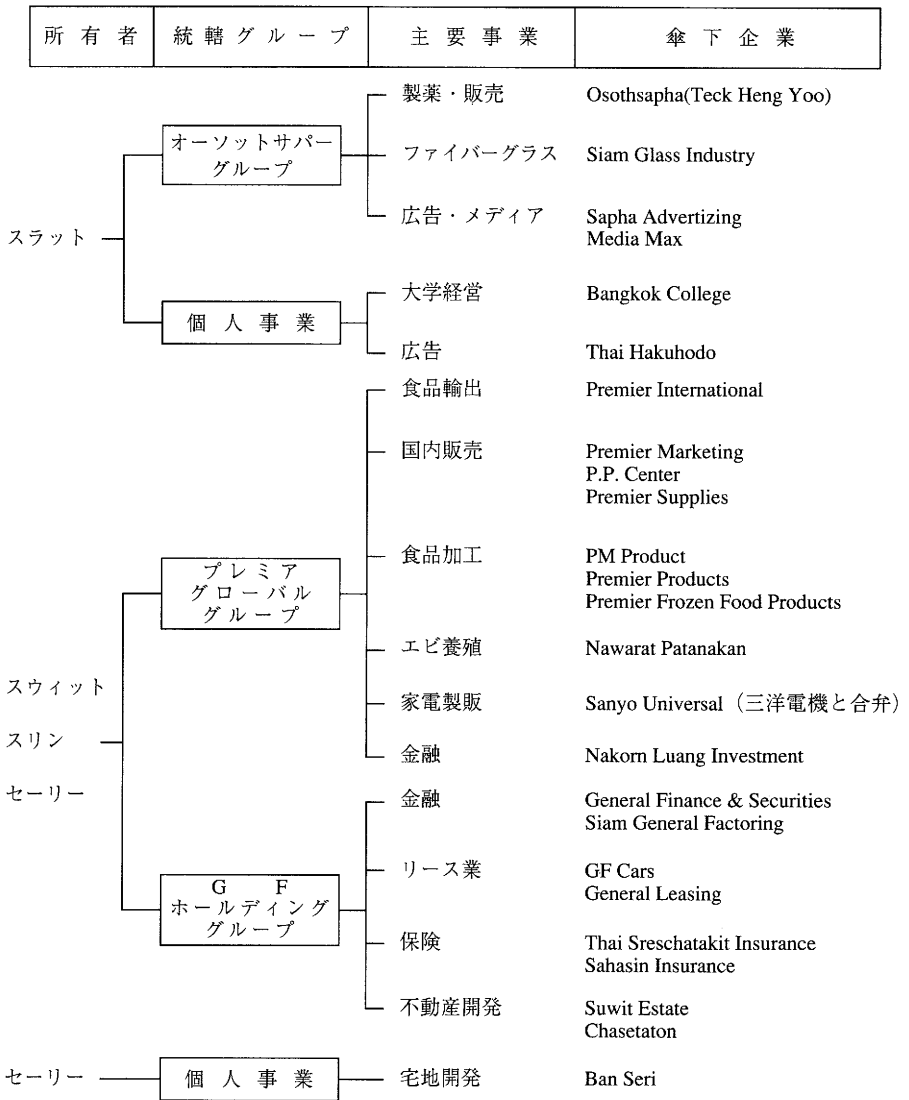 所有者 統轄グループ 主要事業 傘下企業
製薬・販売 Osothsapha(Teck Heng Yoo)
オーソットサパー
グループ
ファイバーグラス Siam Glass Industry
広告・メディア Sapha Advertizing
Media Max
スラット
大学経営 Bangkok College
個人事業
広告 Thai Hakuhodo
食品輸出 Premier International
国内販売 Premier Marketing
P.P. Center
Premier Supplies
食品加工 PM Product
Premier Products
Premier Frozen Food Products
プレミア
グローバル
グループ
エビ養殖 Nawarat Patanakan
スウィット
家電製販 Sanyo Universal(三洋電機と合弁)
スリン
金融 Nakorn Luang Investment
セーリー
金融 General Finance & Securities
Siam General Factoring
リース業 GF Cars
General Leasing
G F
ホールディング
グループ
保険 Thai Sreschatakit Insurance
Sahasin Insurance
不動産開発 Suwit Estate
Chasetaton
セーリー 個人事業 宅地開発 Ban Seri